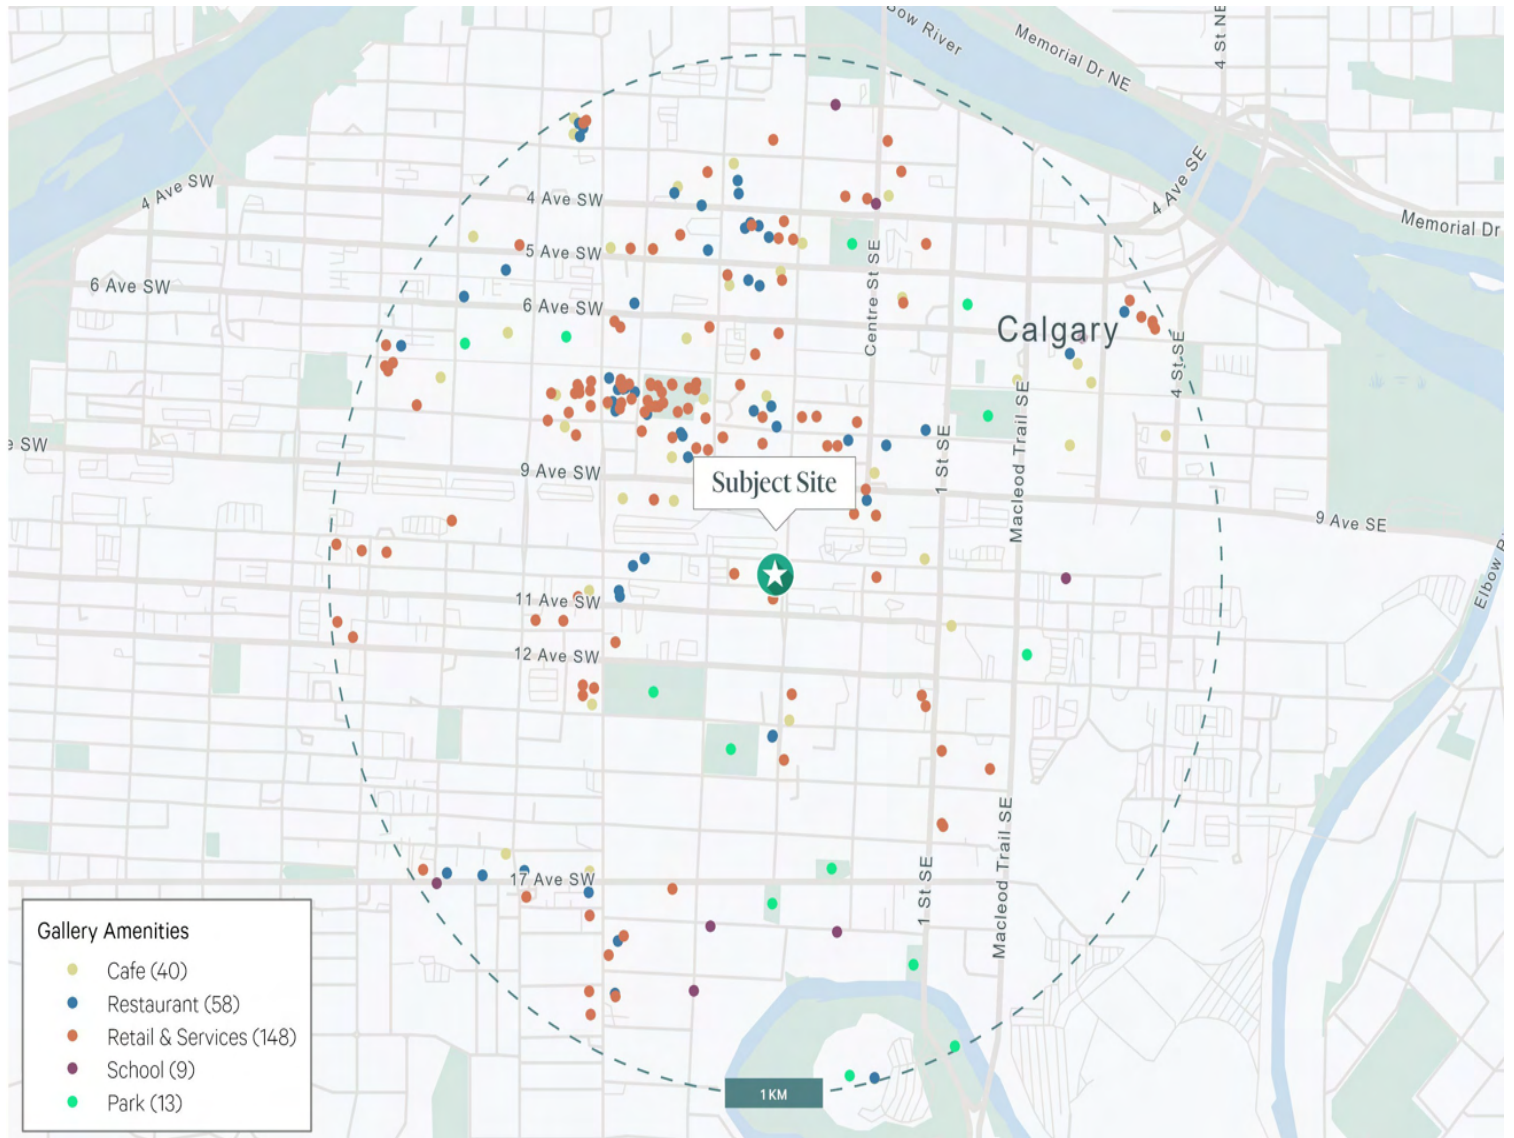 Bow River
Memorial Dr NE
4 St NE
4 Ave SE
Memorial Dr
4 Ave SW
4 Ave SW
5 Ave SW
Centre St SE
6 Ave SW
6 Ave SW
Calgary
4 St SE
Macleod Trail SE
1 St SE
e SW
9 Ave SW
Subject Site
9 Ave SE
Elbow
11 Ave SW
12 Ave SW
17 Ave SW
1 St SE
Macleod Trail SE
Gallery Amenities
Cafe (40)
Restaurant (58)
Retail & Services (148)
School (9)
Park (13)
1 KM